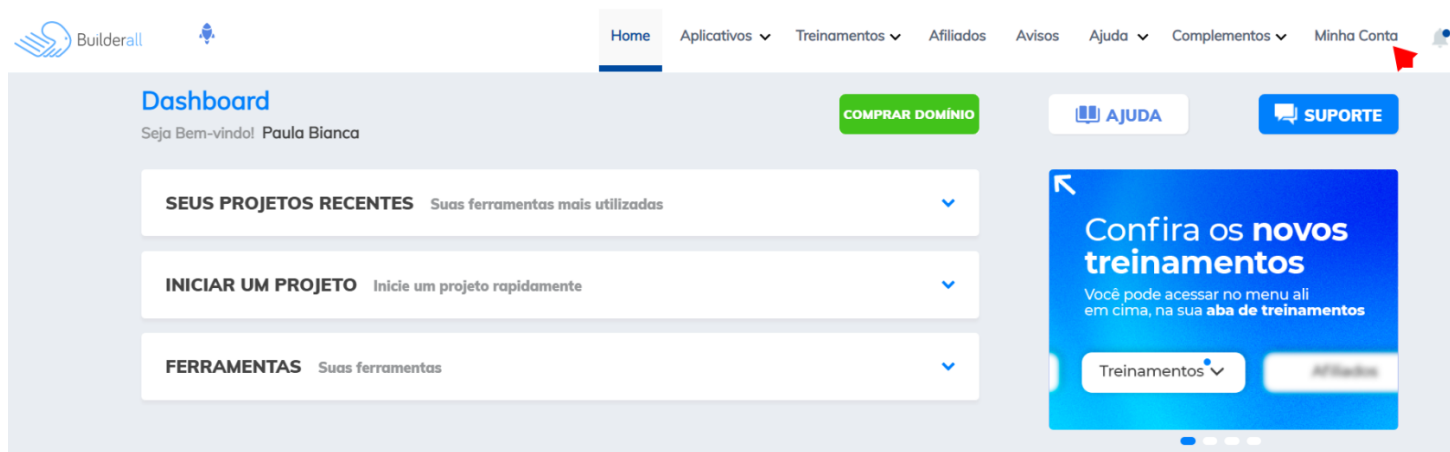 Builderall
Home Aplicativos Treinamentos Afiliados Avisos Ajuda Complementos Minha Conta
Dashboard
Seja Bem-vindo! Paula Bianca
COMPRAR DOMÍNIO
AJUDA
SUPORTE
SEUS PROJETOS RECENTES Suas ferramentas mais utilizadas
INICIAR UM PROJETO Inicie um projeto rapidamente
FERRAMENTAS Suas ferramentas
Confira os novos
treinamentos
Você pode acessar no menu ali
em cima, na sua aba de treinamentos
Treinamentos
Afiliados